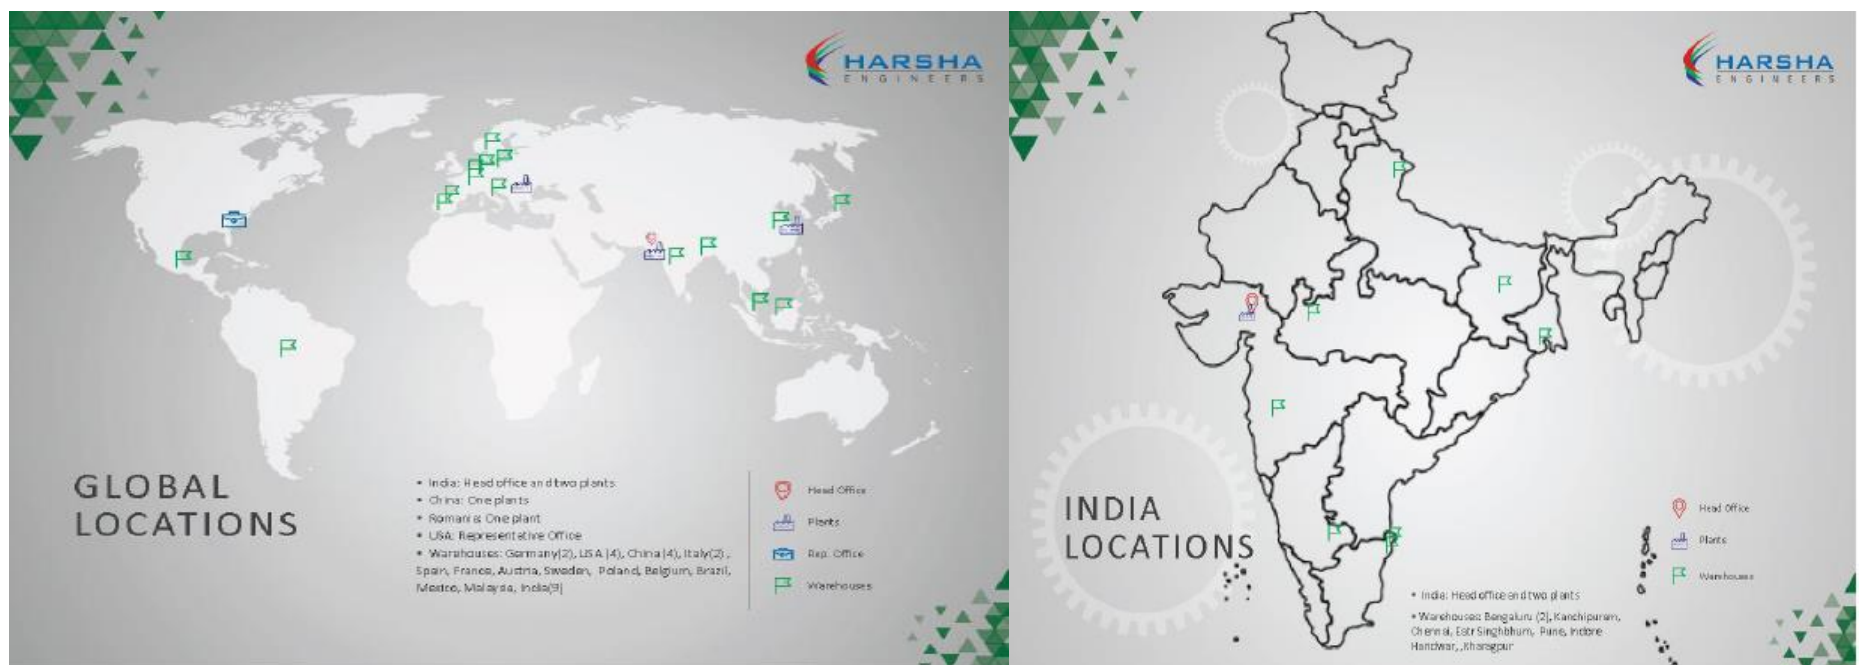 HARSHA
ENGINEERS
GLOBAL
LOCATIONS
• India: Head office and two plants
• China: One plants
• Romania: One plant
• USA: Representative Office
• Warehouses: Germany(2), USA (4), China (4), Italy(2),
Spain, France, Austria, Sweden, Poland, Belgium, Brazil,
Mexico, Malaysia, India(9)
Head Office
Plants
Rep. Office
Warehouses
HARSHA
ENGINEERS
INDIA
LOCATIONS
Head Office
Plants
Warehouses
• India: Head office and two plants
• Warehouses: Bengaluru (2), Kanchipuram,
Chennai, Eatr Singhbhum, Pune, Indore
Haridwar, ,Kharagpur